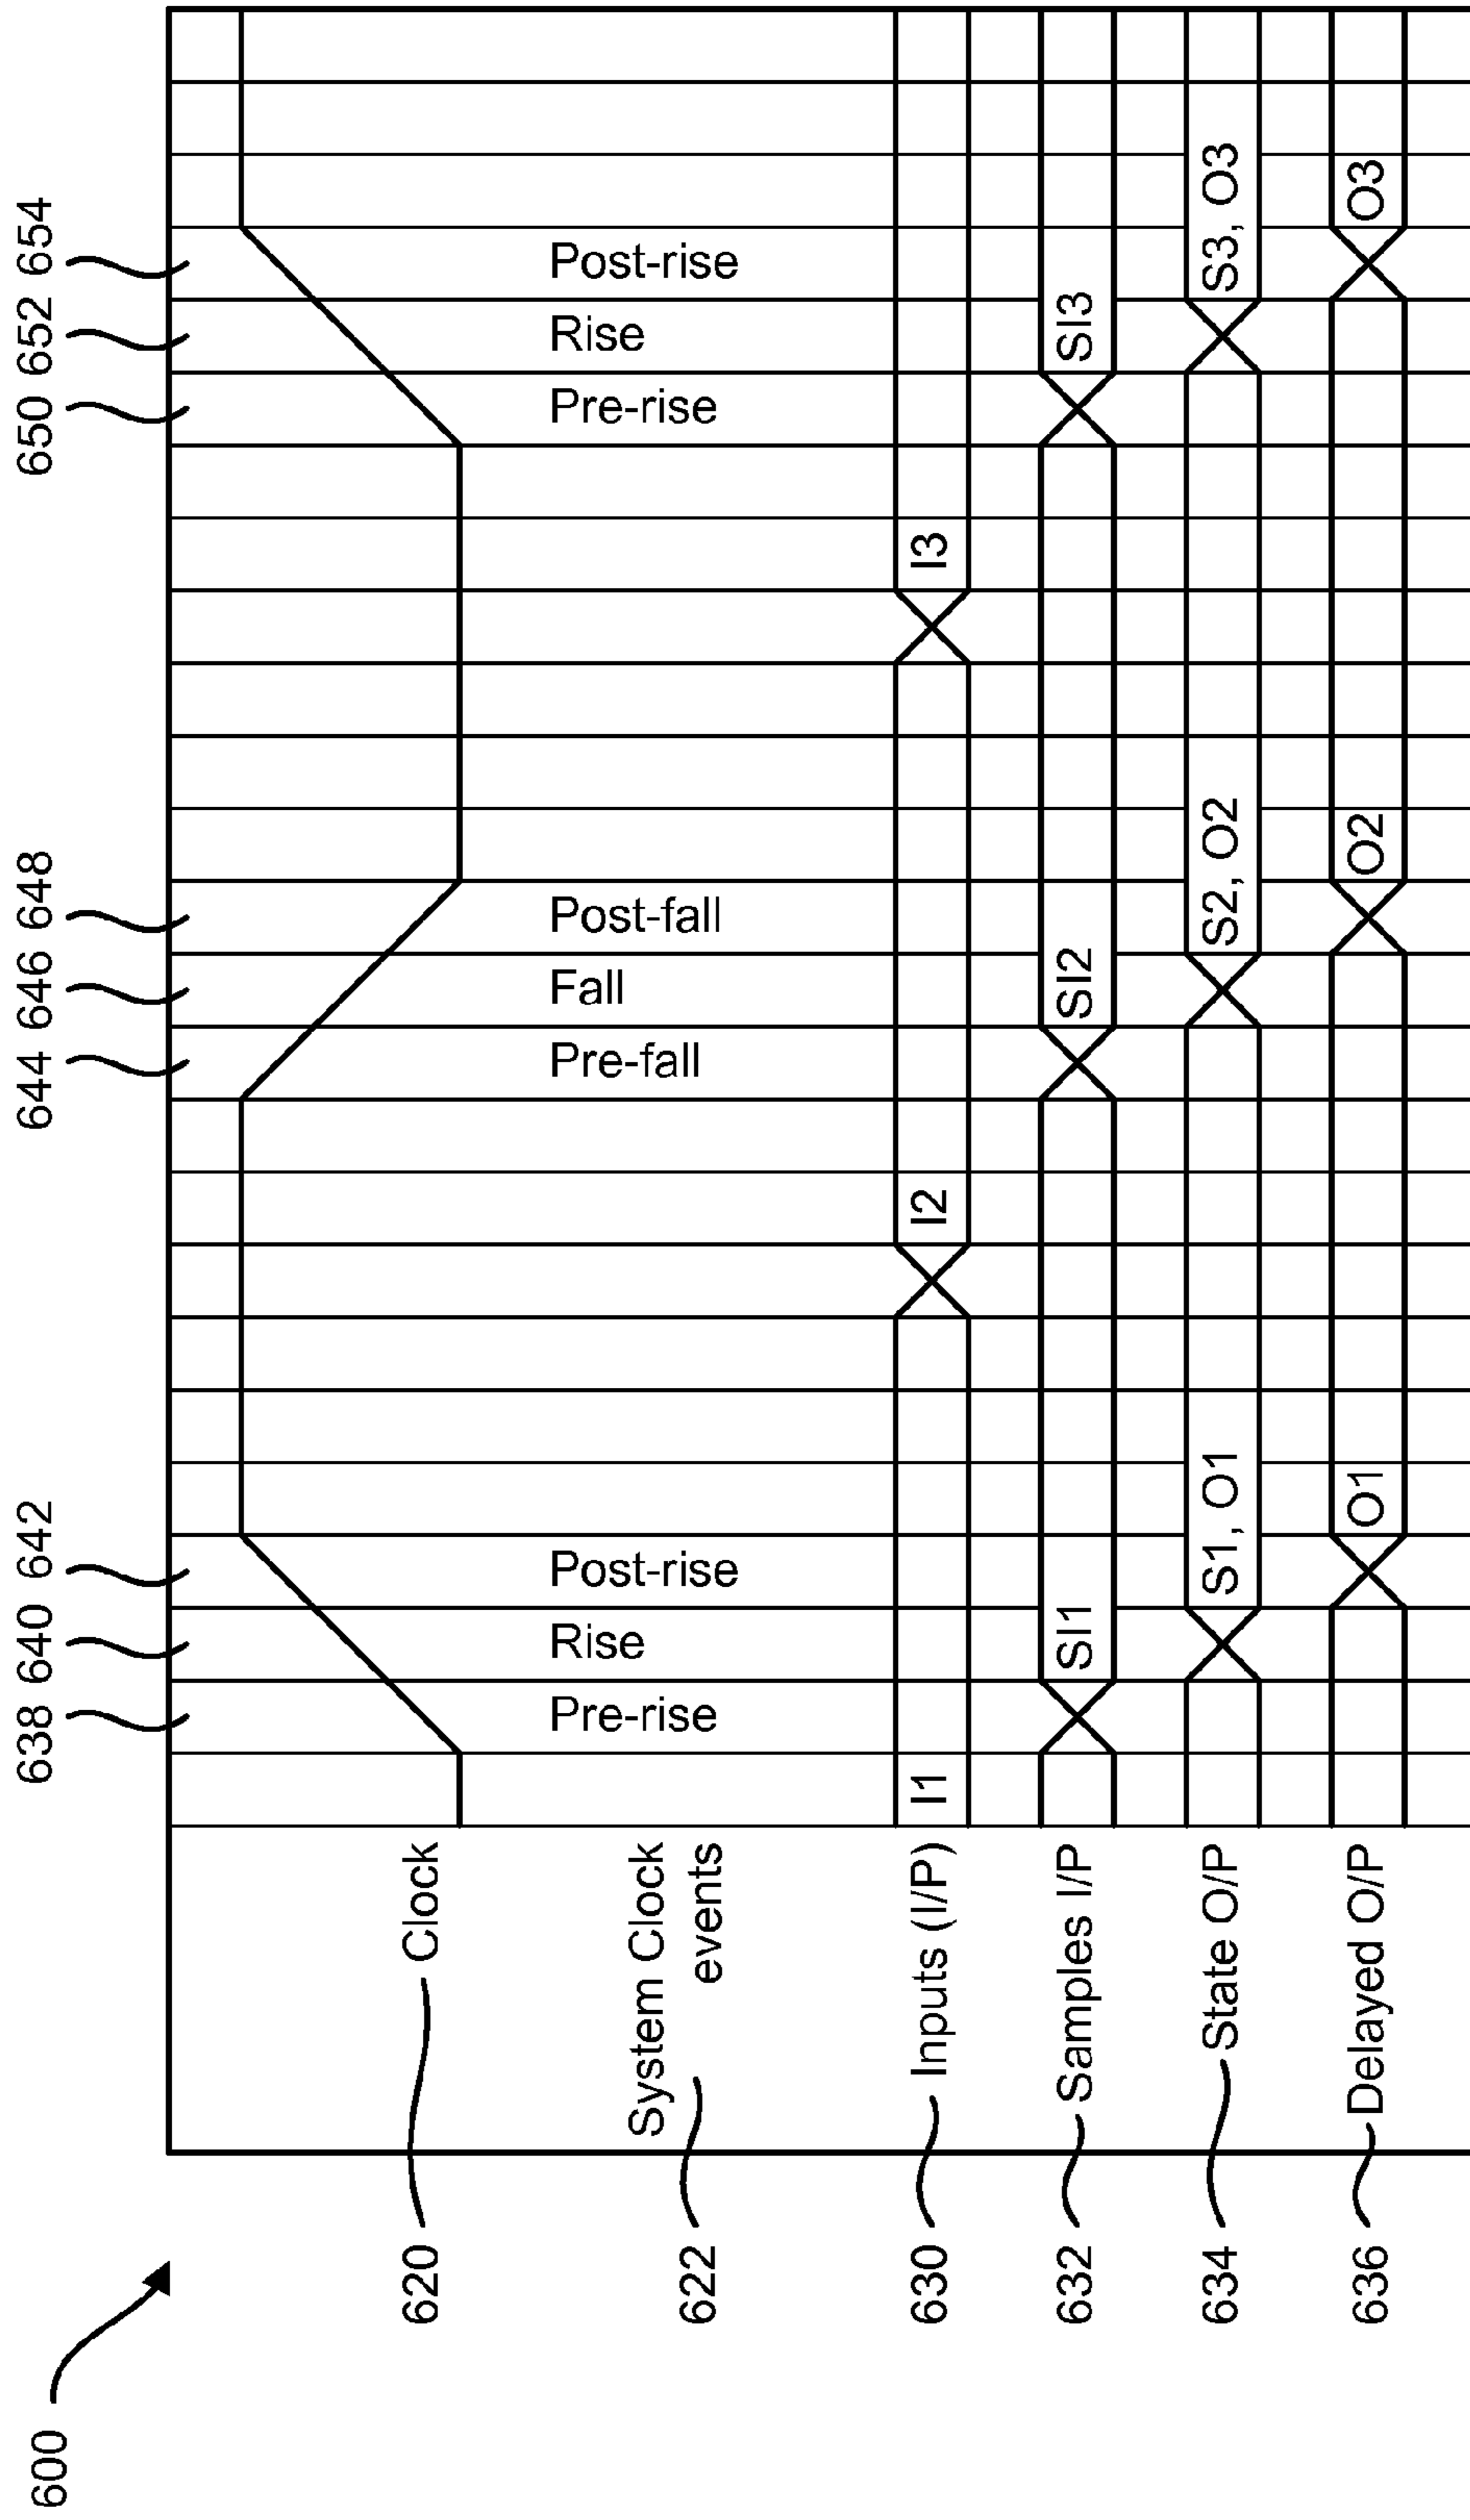 600
638 640 642 644 646 648 650 652 654
620 Clock
622 System Clock
events
Pre-rise Rise Post-rise Pre-fall Fall Post-fall Pre-rise Rise Post-rise
630 Inputs (I/P) I1 I2 I3
632 Samples I/P SI1 SI2 SI3
634 State O/P S1, O1 S2, O2 S3, O3
636 Delayed O/P O1 O2 O3